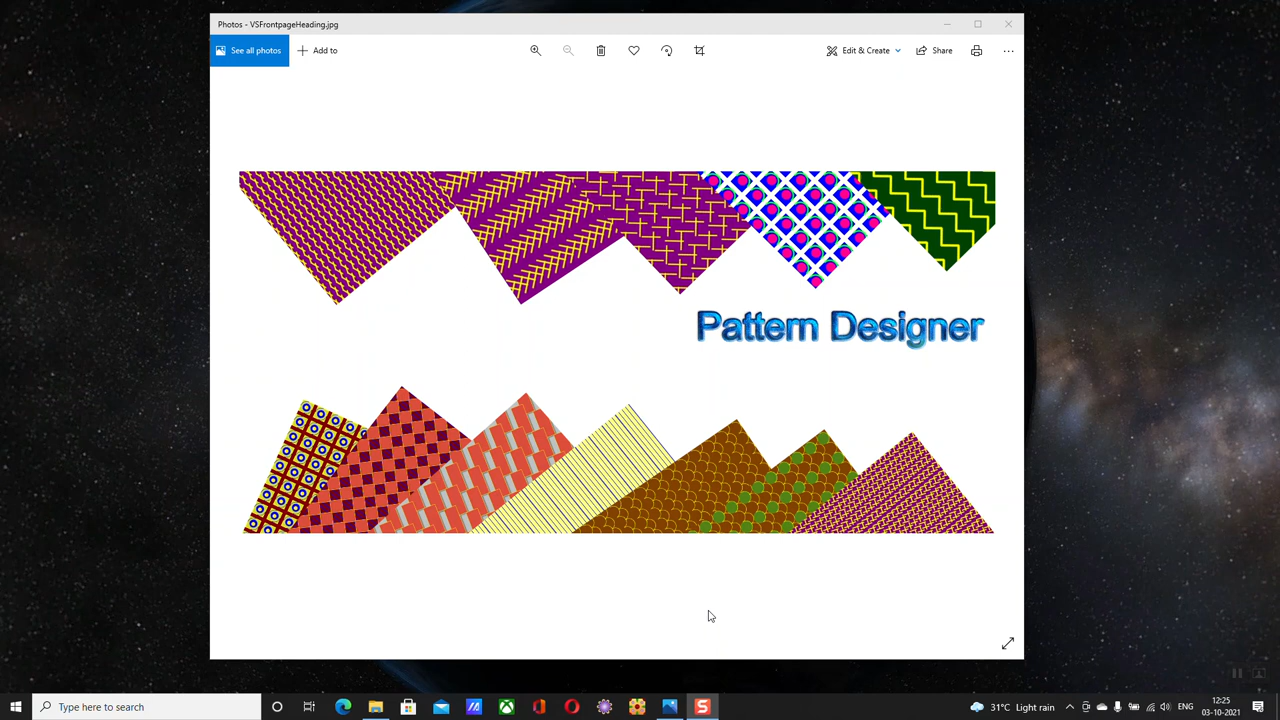 Photos - VSFrontpageHeading.jpg
See all photos
Add to
Edit & Create
Share
Pattern Designer
Type here to search
31°C Light rain
ENG
12:25
03-10-2021